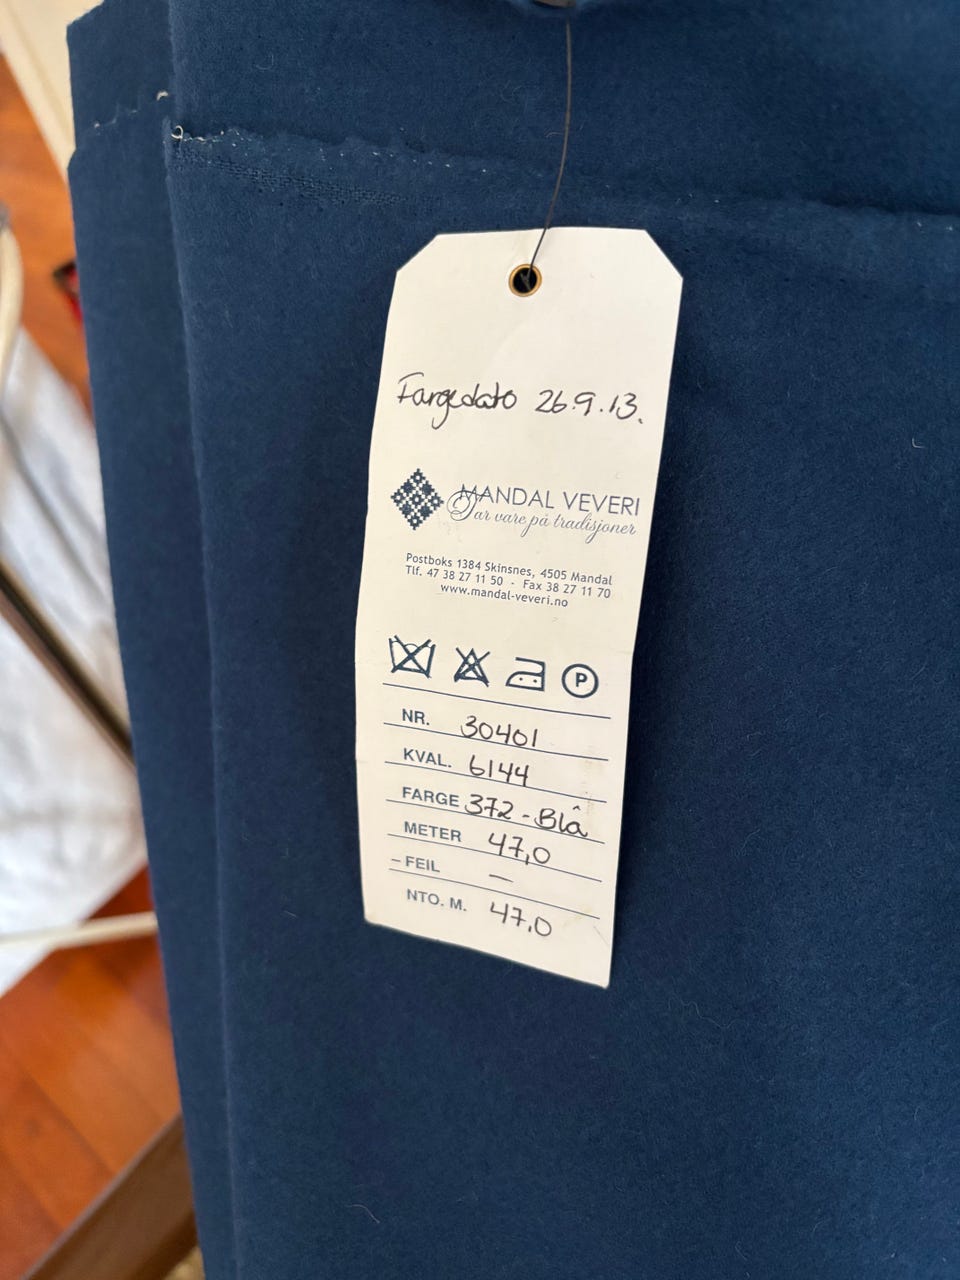 Fargedato 26.9.13.
MANDAL VEVERI
Tar vare på tradisjoner
Postboks 1384 Skinsnes, 4505 Mandal
Tlf. 47 38 27 11 50 - Fax 38 27 11 70
www.mandal-veveri.no
P
NR. 30401
KVAL. 6144
FARGE 372 - Blå
METER 47,0
– FEIL —
NTO. M. 47,0